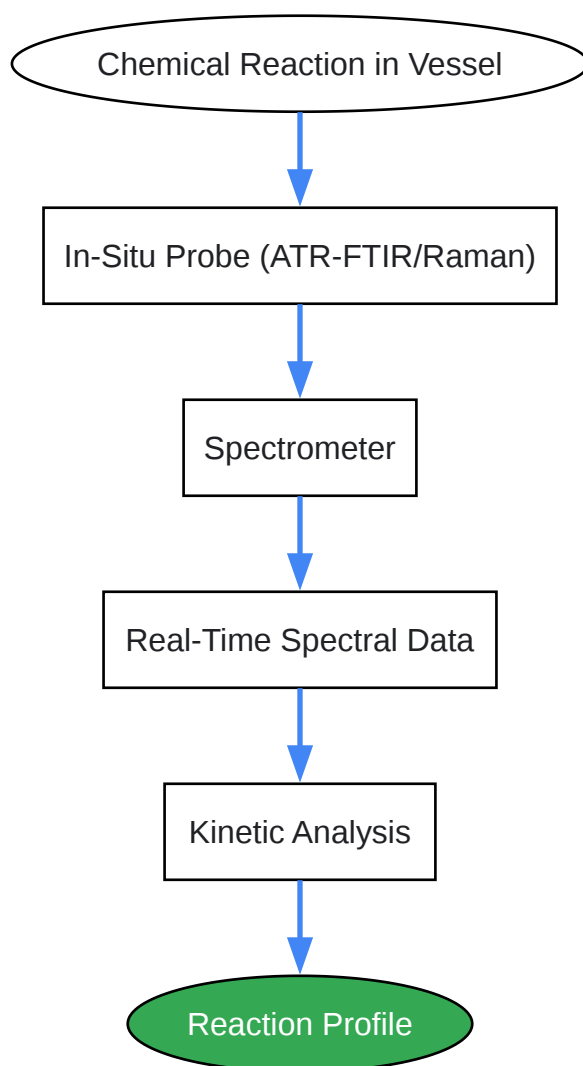 Chemical Reaction in Vessel
In-Situ Probe (ATR-FTIR/Raman)
Spectrometer
Real-Time Spectral Data
Kinetic Analysis
Reaction Profile